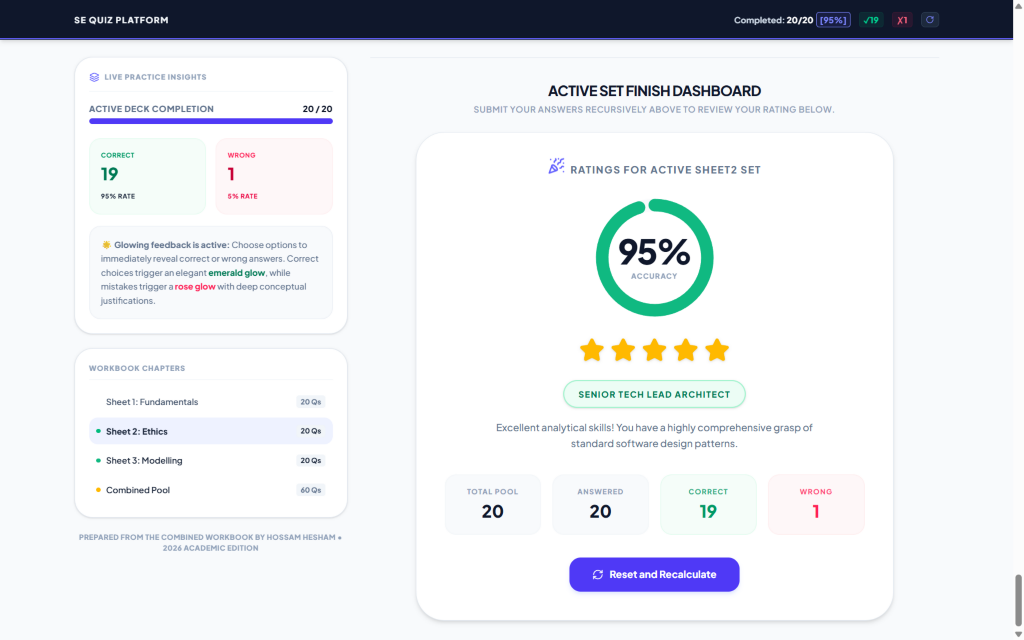 SE QUIZ PLATFORM
Completed: 20/20 [95%] ✓19 ✗1
LIVE PRACTICE INSIGHTS
ACTIVE DECK COMPLETION 20 / 20
CORRECT
19
95% RATE
WRONG
1
5% RATE
Glowing feedback is active: Choose options to
immediately reveal correct or wrong answers. Correct
choices trigger an elegant emerald glow, while
mistakes trigger a rose glow with deep conceptual
justifications.
WORKBOOK CHAPTERS
Sheet 1: Fundamentals 20 Qs
Sheet 2: Ethics 20 Qs
Sheet 3: Modelling 20 Qs
Combined Pool 60 Qs
PREPARED FROM THE COMBINED WORKBOOK BY HOSSAM HESHAM •
2026 ACADEMIC EDITION
ACTIVE SET FINISH DASHBOARD
SUBMIT YOUR ANSWERS RECURSIVELY ABOVE TO REVIEW YOUR RATING BELOW.
RATINGS FOR ACTIVE SHEET2 SET
95%
ACCURACY
SENIOR TECH LEAD ARCHITECT
Excellent analytical skills! You have a highly comprehensive grasp of
standard software design patterns.
TOTAL POOL
20
ANSWERED
20
CORRECT
19
WRONG
1
Reset and Recalculate